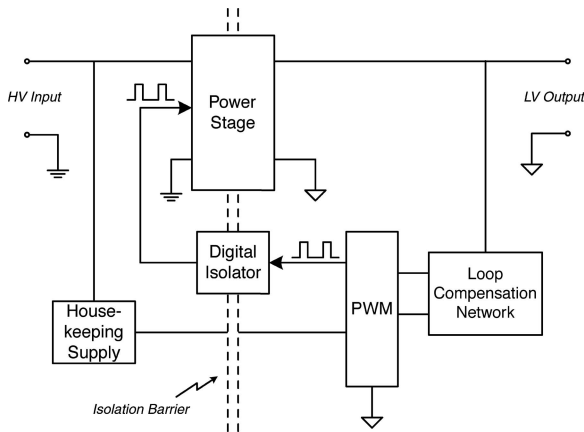 HV Input
Power
Stage
LV Output
Digital
Isolator
PWM
Loop
Compensation
Network
House-
keeping
Supply
Isolation Barrier